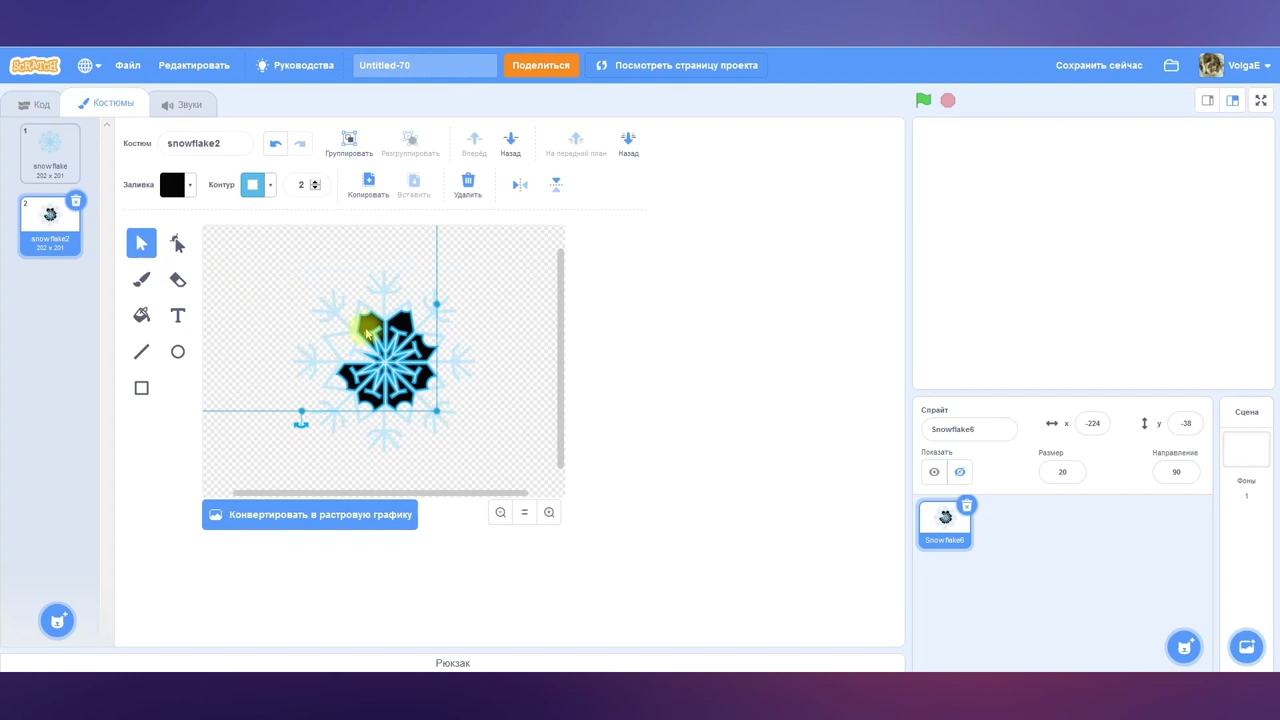 SCRATCH
Файл
Редактировать
Руководства
Untitled-70
Поделиться
Посмотреть страницу проекта
Сохранить сейчас
VolgaE
Код
Костюмы
Звуки
1
snowflake
202 x 201
2
snowflake2
202 x 201
Костюм
snowflake2
Группировать
Разгруппировать
Вперёд
Назад
На передний план
Назад
Заливка
Контур
2
Копировать
Вставить
Удалить
T
Конвертировать в растровую графику
Рюкзак
Спрайт
Snowflake6
x
-224
y
-38
Показать
Размер
20
Направление
90
Snowflake6
Сцена
Фоны
1